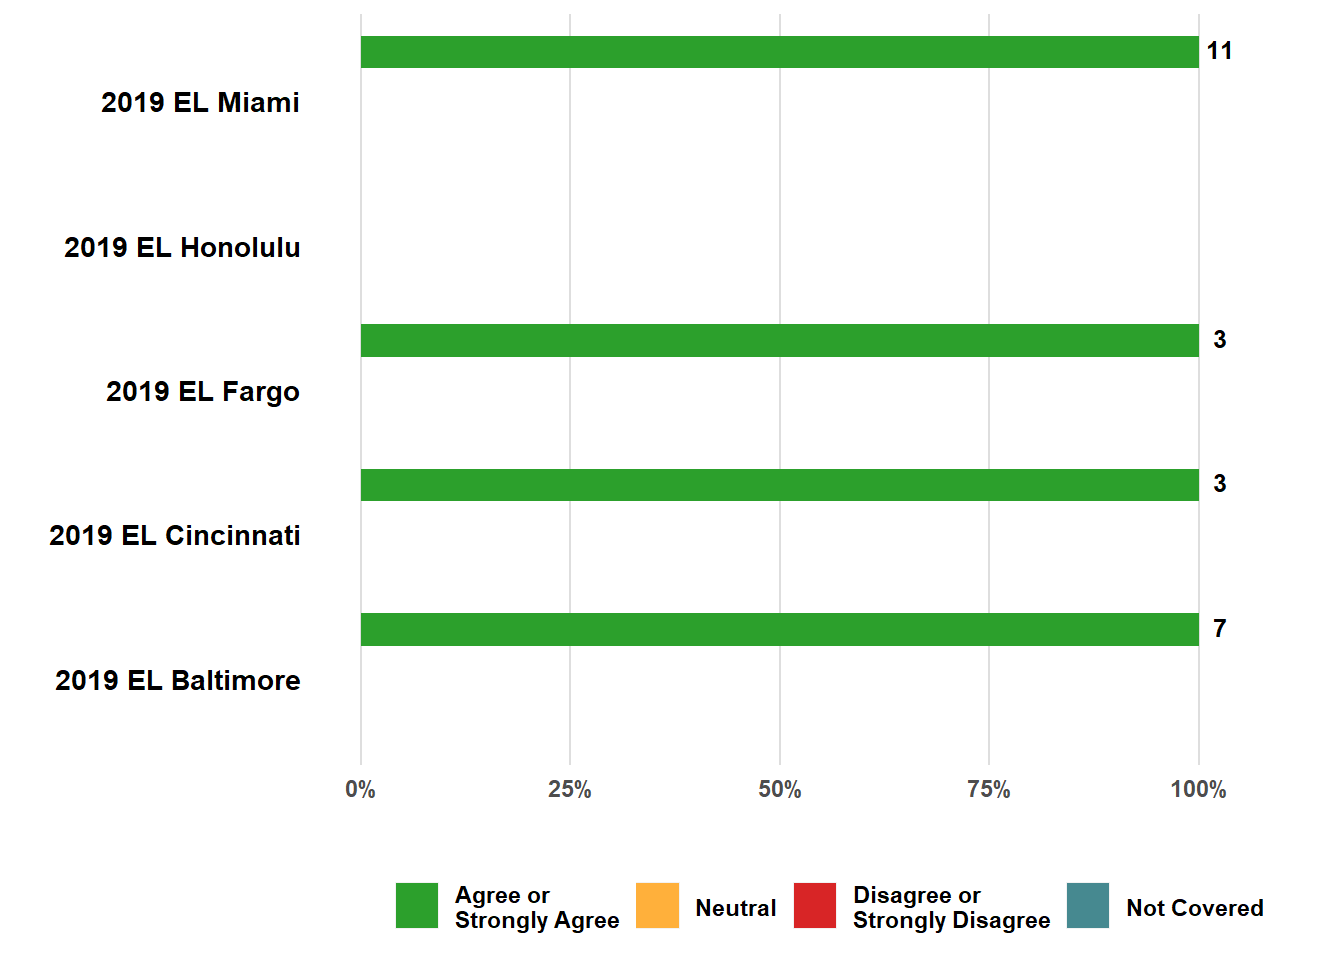 11
2019 EL Miami
2019 EL Honolulu
3
2019 EL Fargo
3
2019 EL Cincinnati
7
2019 EL Baltimore
0% 25% 50% 75% 100%
Agree or
Strongly Agree
Neutral
Disagree or
Strongly Disagree
Not Covered